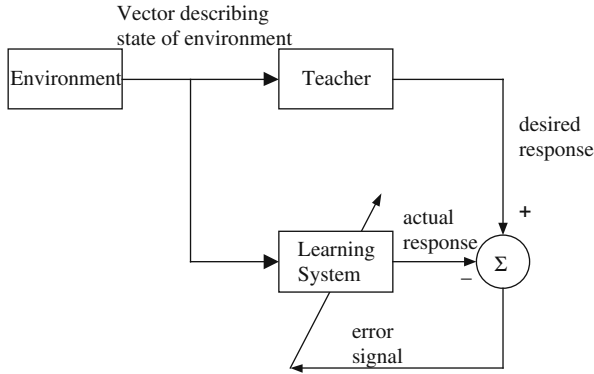 Vector describing
state of environment
Environment
Teacher
desired
response
+
actual
response
Learning
System
Σ
−
error
signal